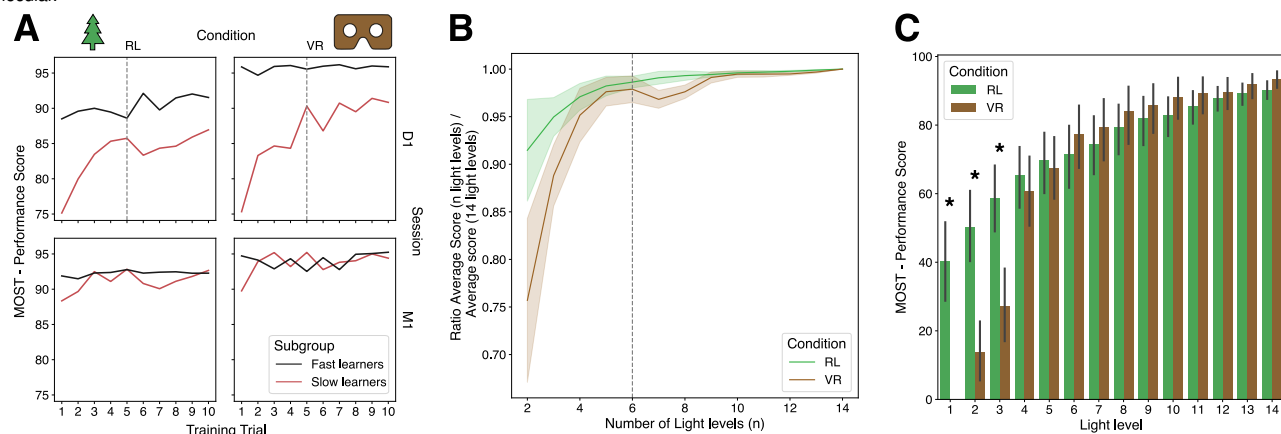 A
RL
Condition
VR
MOST - Performance Score
95
90
85
80
75
D1
Session
95
90
85
80
75
M1
Subgroup
Fast learners
Slow learners
1 2 3 4 5 6 7 8 9 10
1 2 3 4 5 6 7 8 9 10
Training Trial
B
Ratio Average Score (n light levels) /
Average score (14 light levels)
1.00
0.95
0.90
0.85
0.80
0.75
0.70
Condition
RL
VR
2 4 6 8 10 12 14
Number of Light levels (n)
C
MOST - Performance Score
100
80
60
40
20
0
Condition
RL
VR
*
*
*
1 2 3 4 5 6 7 8 9 10 11 12 13 14
Light level